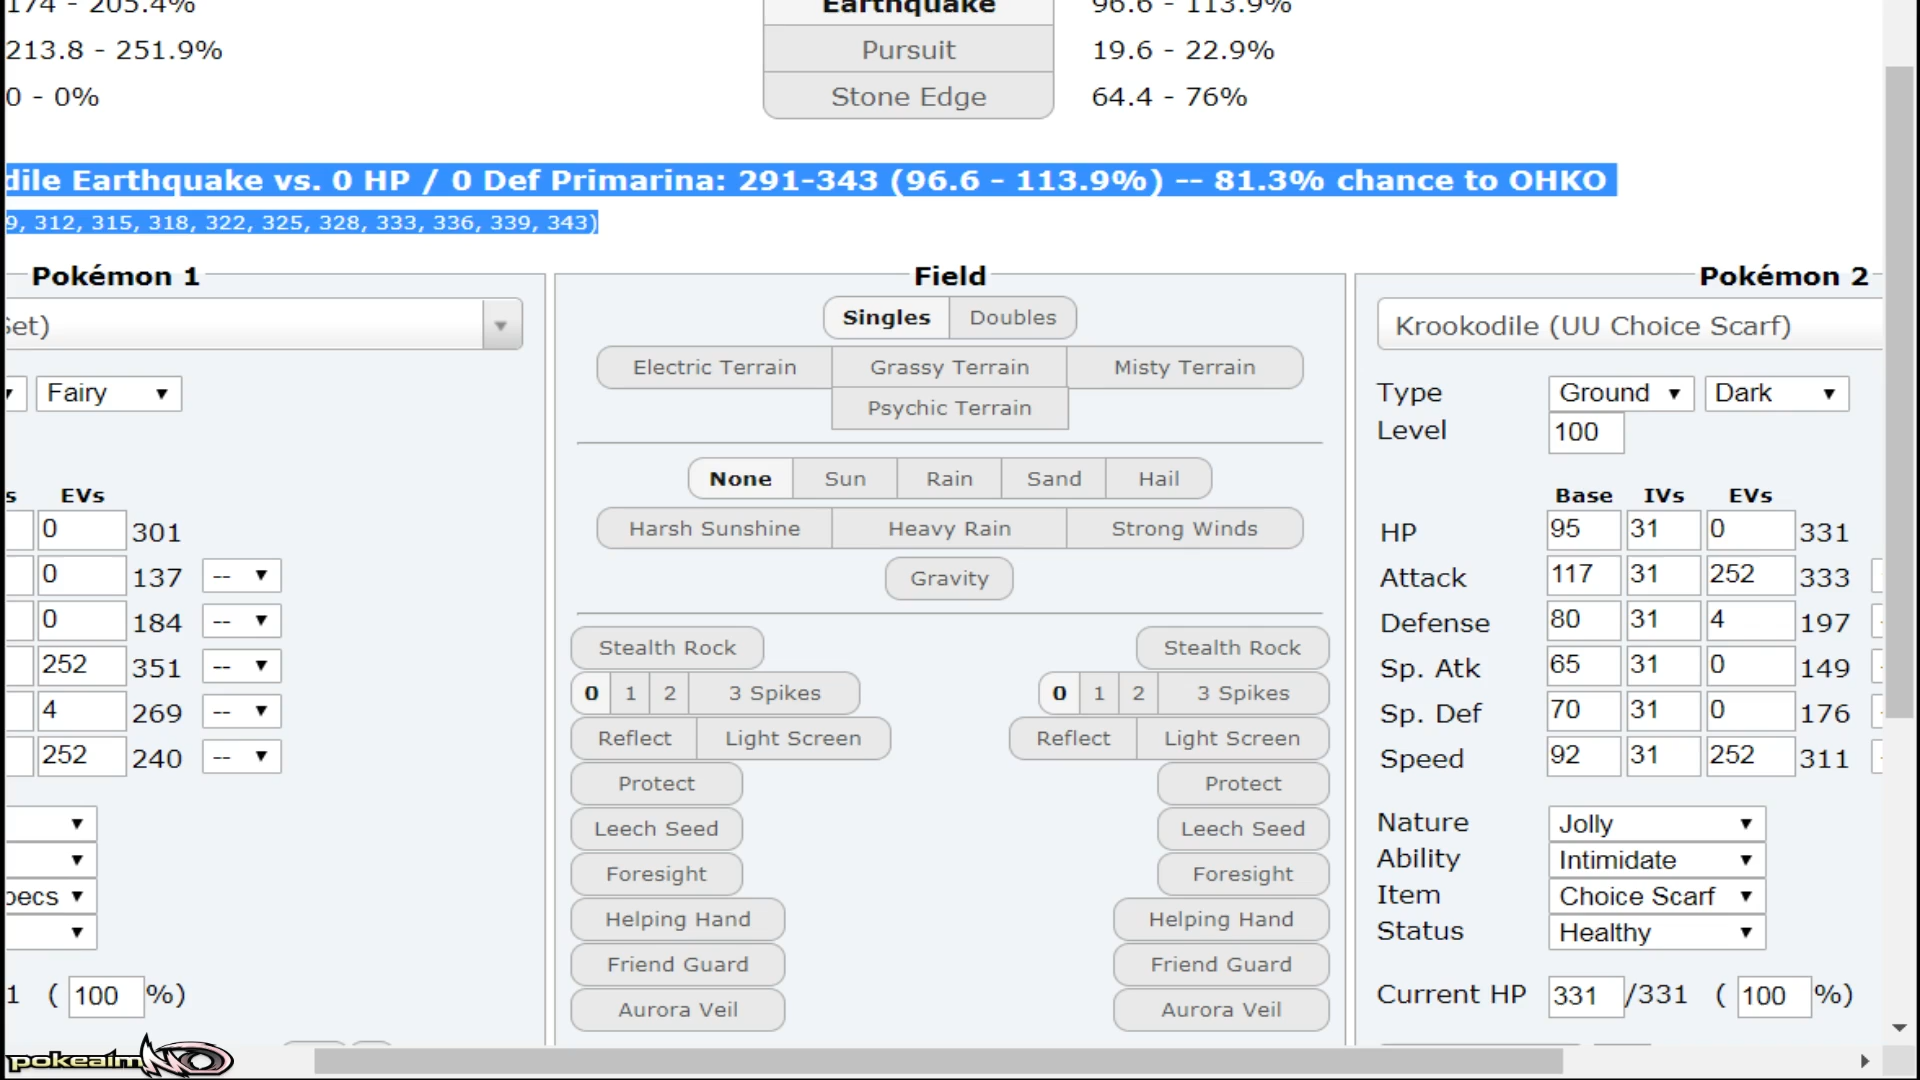 174 - 205.4% Earthquake 96.6 - 113.9%
213.8 - 251.9% Pursuit 19.6 - 22.9%
0 - 0% Stone Edge 64.4 - 76%
dile Earthquake vs. 0 HP / 0 Def Primarina: 291-343 (96.6 - 113.9%) -- 81.3% chance to OHKO
9, 312, 315, 318, 322, 325, 328, 333, 336, 339, 343)
Pokémon 1
Set)
Fairy
s EVs
0 301
0 137 --
0 184 --
252 351 --
4 269 --
252 240 --
pecs
1 ( 100 %)
Field
Singles Doubles
Electric Terrain Grassy Terrain Misty Terrain
Psychic Terrain
None Sun Rain Sand Hail
Harsh Sunshine Heavy Rain Strong Winds
Gravity
Stealth Rock Stealth Rock
0 1 2 3 Spikes 0 1 2 3 Spikes
Reflect Light Screen Reflect Light Screen
Protect Protect
Leech Seed Leech Seed
Foresight Foresight
Helping Hand Helping Hand
Friend Guard Friend Guard
Aurora Veil Aurora Veil
Pokémon 2
Krookodile (UU Choice Scarf)
Type Ground Dark
Level 100
Base IVs EVs
HP 95 31 0 331
Attack 117 31 252 333
Defense 80 31 4 197
Sp. Atk 65 31 0 149
Sp. Def 70 31 0 176
Speed 92 31 252 311
Nature Jolly
Ability Intimidate
Item Choice Scarf
Status Healthy
Current HP 331 /331 ( 100 %)
pokeaimMD